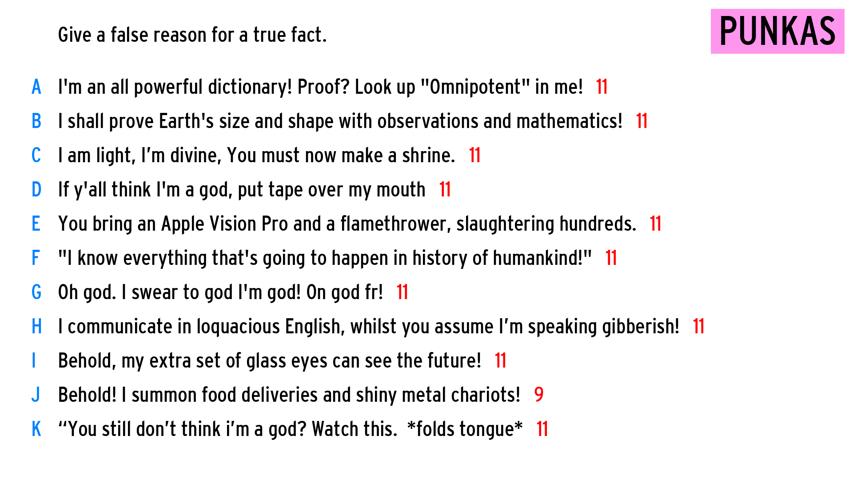 Give a false reason for a true fact.
PUNKAS
A I'm an all powerful dictionary! Proof? Look up "Omnipotent" in me! 11
B I shall prove Earth's size and shape with observations and mathematics! 11
C I am light, I’m divine, You must now make a shrine. 11
D If y'all think I'm a god, put tape over my mouth 11
E You bring an Apple Vision Pro and a flamethrower, slaughtering hundreds. 11
F "I know everything that's going to happen in history of humankind!" 11
G Oh god. I swear to god I'm god! On god fr! 11
H I communicate in loquacious English, whilst you assume I’m speaking gibberish! 11
I Behold, my extra set of glass eyes can see the future! 11
J Behold! I summon food deliveries and shiny metal chariots! 9
K “You still don’t think i’m a god? Watch this. *folds tongue* 11